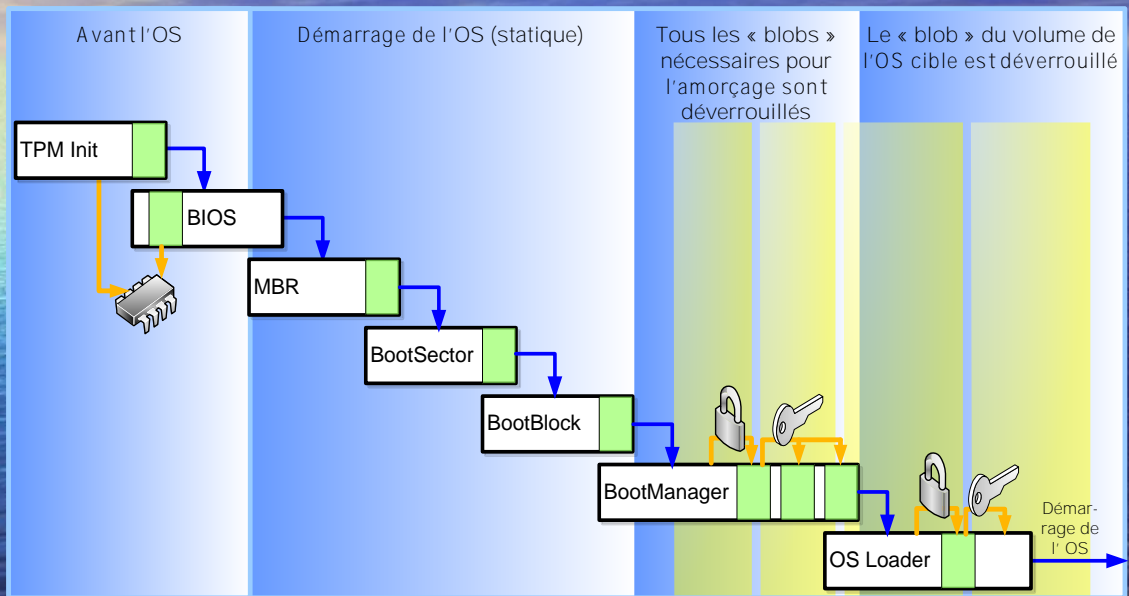 Avant l'OS
Démarrage de l'OS (statique)
Tous les « blobs »
nécessaires pour
l'amorçage sont
déverrouillés
Le « blob » du volume de
l'OS cible est déverrouillé
TPM Init
BIOS
MBR
BootSector
BootBlock
BootManager
OS Loader
Démar-
rage de
l' OS